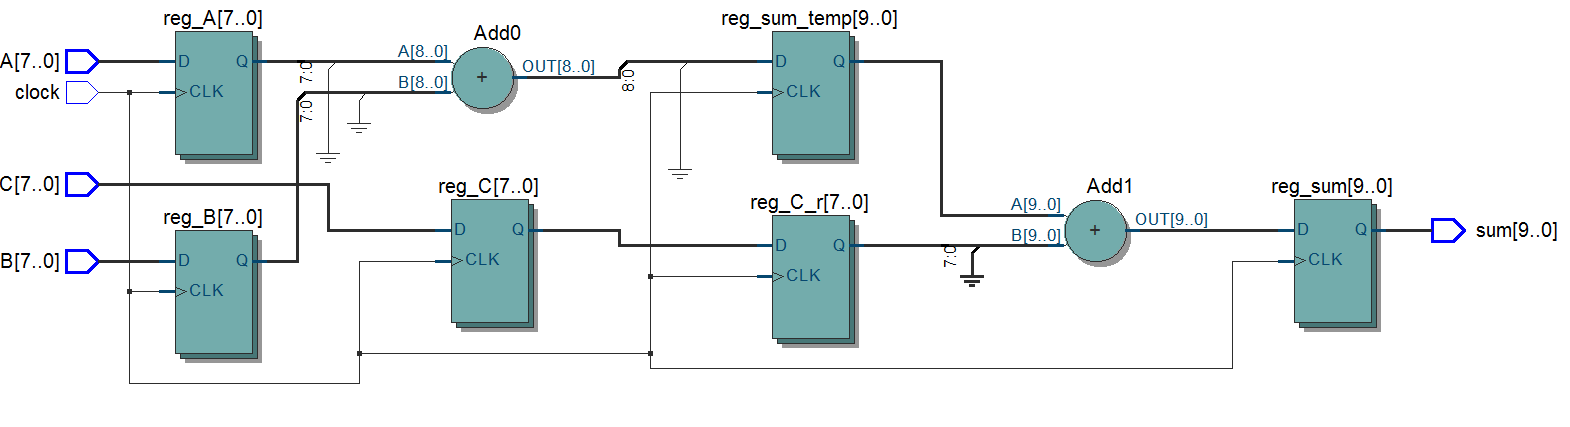 reg_A[7..0]
reg_sum_temp[9..0]
Add0
A[7..0]
D
Q
7:0
A[8..0]
+
OUT[8..0]
8:0
D
Q
clock
CLK
B[8..0]
7:0
CLK
C[7..0]
reg_C[7..0]
Add1
reg_sum[9..0]
reg_B[7..0]
reg_C_r[7..0]
A[9..0]
D
Q
D
Q
7:0
B[9..0]
+
OUT[9..0]
D
Q
sum[9..0]
B[7..0]
D
Q
CLK
CLK
CLK
CLK